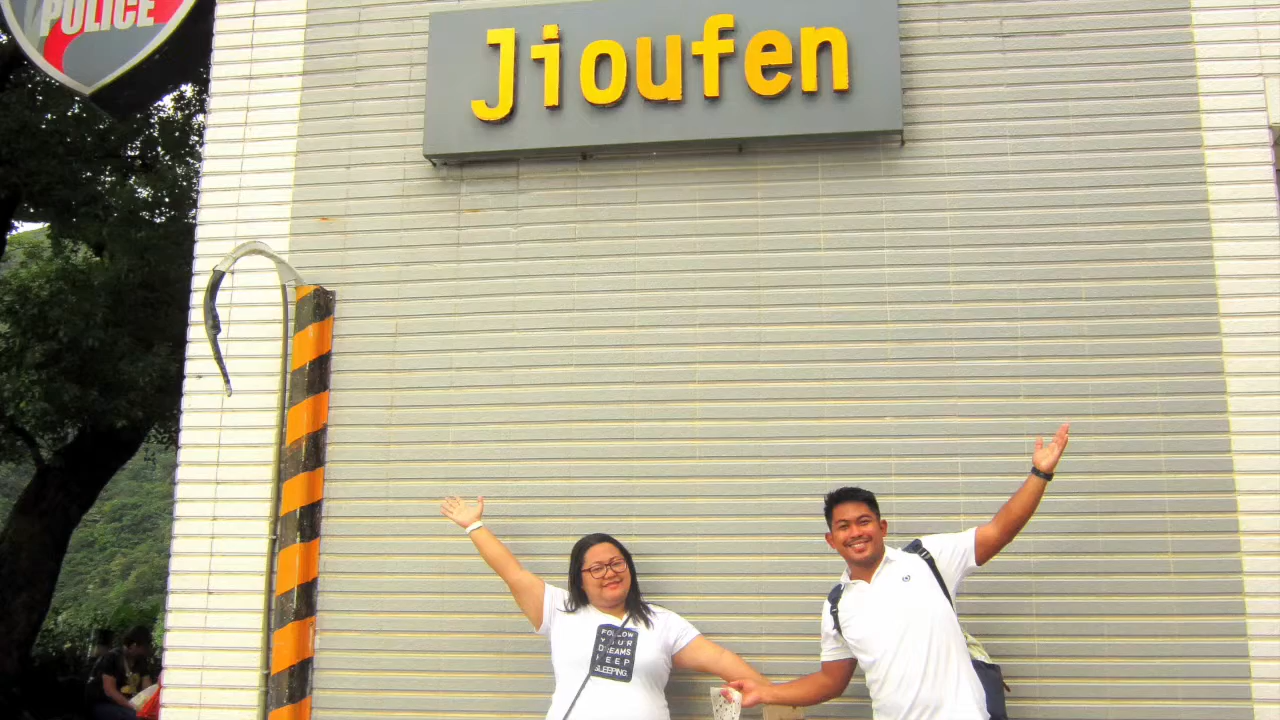 POLICE
Jioufen
FOLLOW
YOUR
DREAMS
KEEP
SLEEPING.